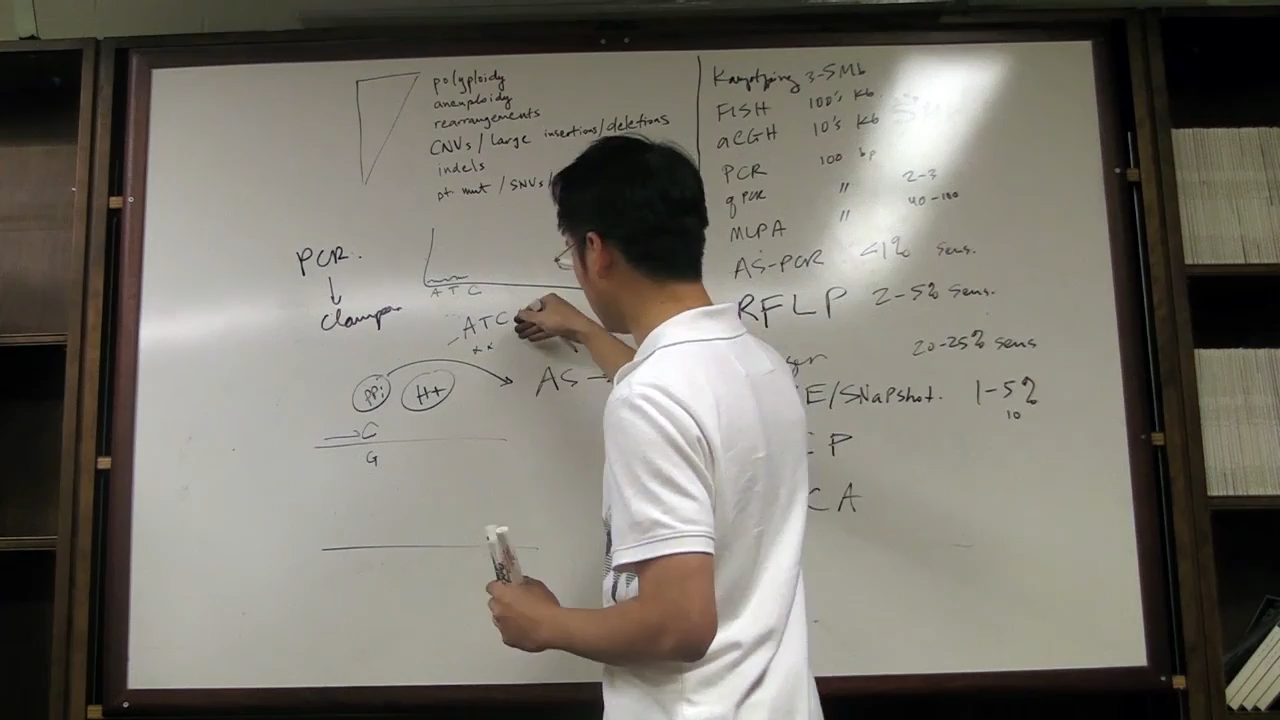 polyploidy
aneuploidy
rearrangements
CNVs / large insertions/deletions
indels
pt mut / SNVs /
PCR.
Clamped
A T C
- ATC
x x
PPi H+
AS →
C
G
Karyotyping 3-5Mb
FISH 100's Kb.
aCGH 10's Kb
PCR 100 bp
qPCR " 2-3
MLPA " 40-100
AS-PCR <1% sens.
RFLP 2-5% sens.
ger 20-25% sens
E/SNapshot. 1-5%
10
P
CA